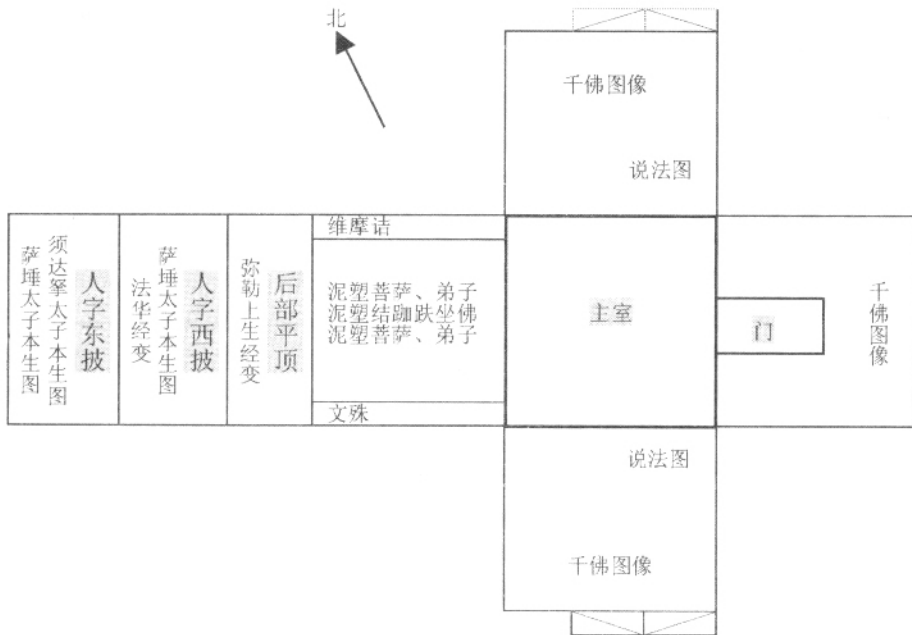 北
千佛图像
说法图
须达拏太子本生图
萨埵太子本生图
人字东披
萨埵太子本生图
法华经变
人字西披
弥勒上生经变
后部平顶
维摩诘
泥塑菩萨、弟子
泥塑结跏趺坐佛
泥塑菩萨、弟子
文殊
主室
门
千佛图像
说法图
千佛图像